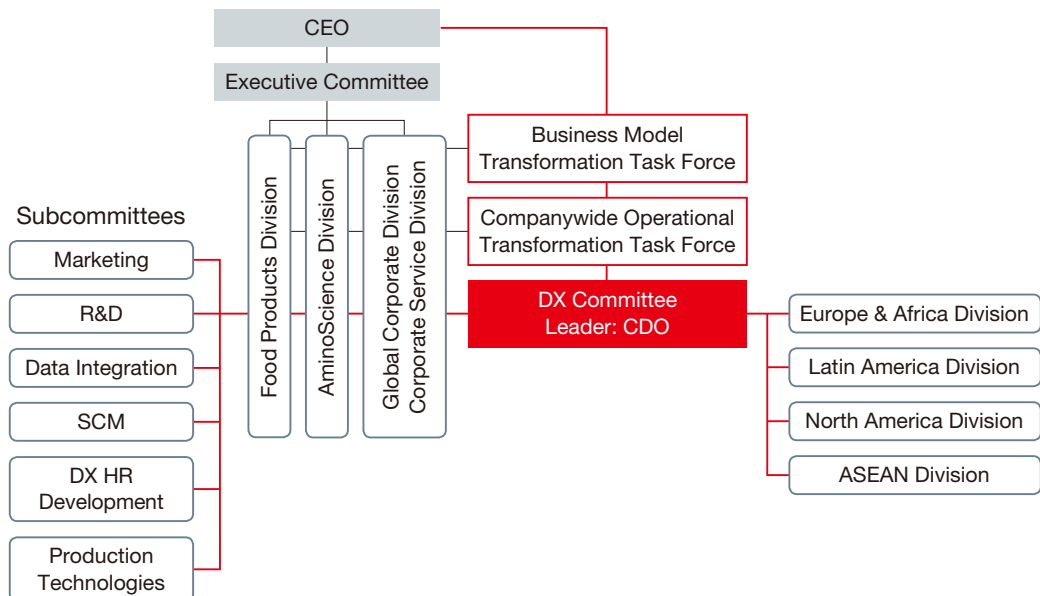 CEO
Executive Committee
Business Model
Transformation Task Force
Companywide Operational
Transformation Task Force
DX Committee
Leader: CDO
Food Products Division
AminoScience Division
Global Corporate Division
Corporate Service Division
Subcommittees
Marketing
R&D
Data Integration
SCM
DX HR
Development
Production
Technologies
Europe & Africa Division
Latin America Division
North America Division
ASEAN Division